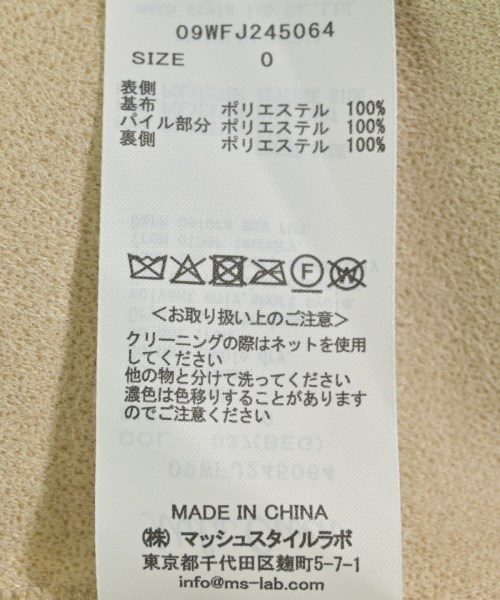 09WFJ245064
SIZE 0
表側
基布 ポリエステル 100%
パイル部分 ポリエステル 100%
裏側 ポリエステル 100%
F W
<お取り扱い上のご注意>
クリーニングの際はネットを使用
してください
他の物と分けて洗ってください
濃色は色移りすることがあります
のでご注意ください
COL 037(BEG)
09WFJ245064
MADE IN CHINA
㈱ マッシュスタイルラボ
東京都千代田区麹町5-7-1
info@ms-lab.com